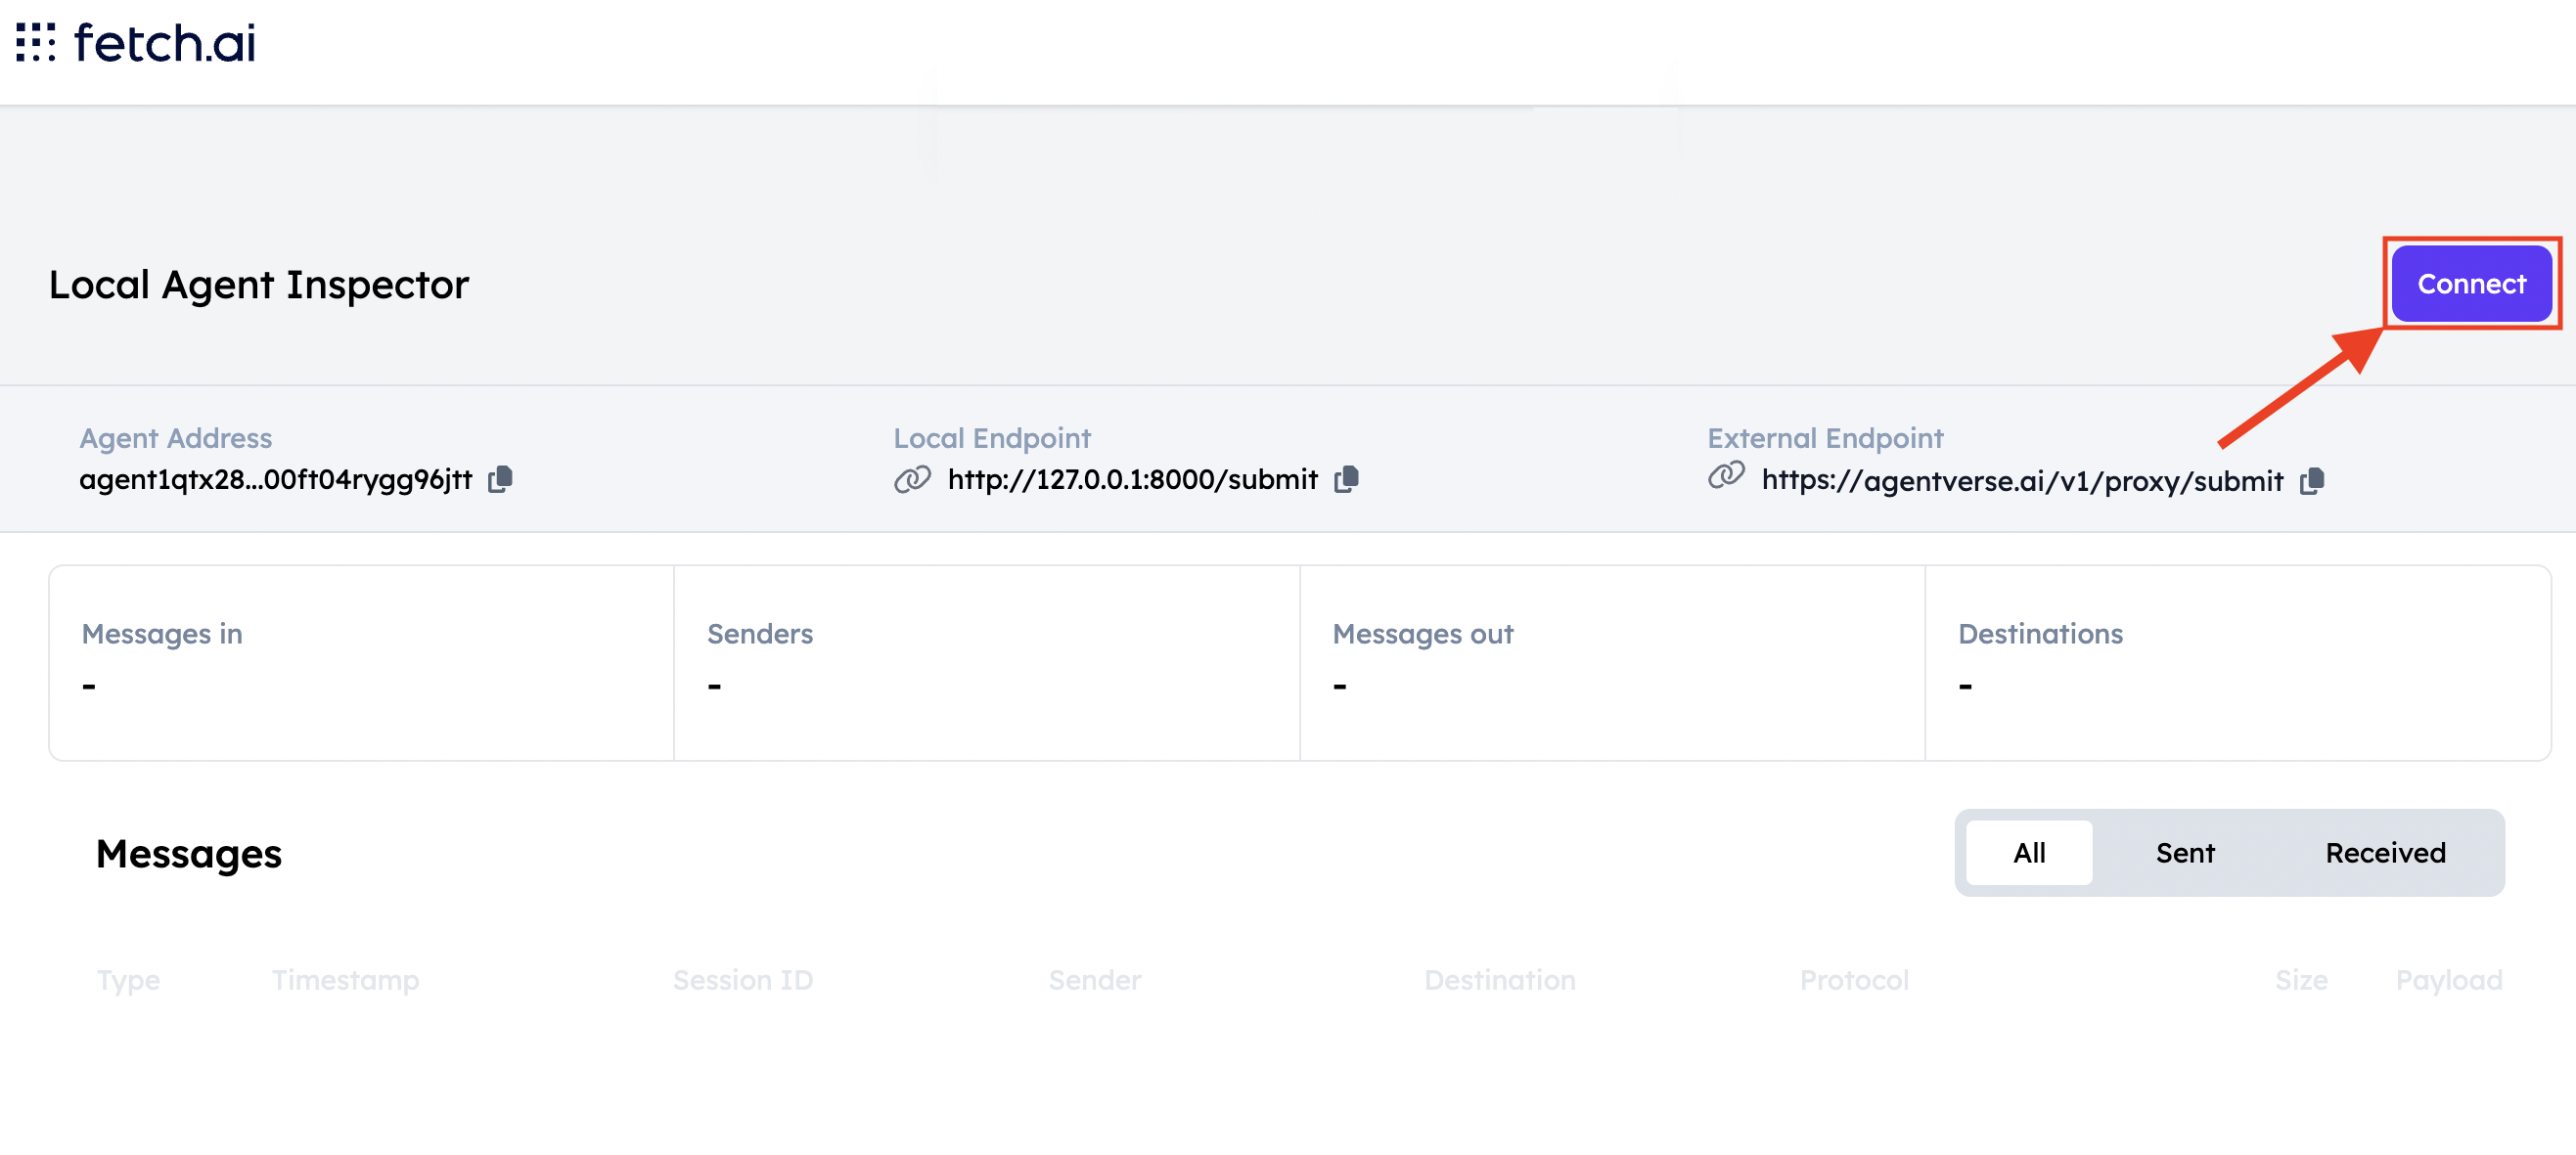 fetch.ai
Local Agent Inspector
Connect
Agent Address
agent1qtx28...00ft04rygg96jtt
Local Endpoint
http://127.0.0.1:8000/submit
External Endpoint
https://agentverse.ai/v1/proxy/submit
Messages in
-
Senders
-
Messages out
-
Destinations
-
Messages
All Sent Received
Type Timestamp Session ID Sender Destination Protocol Size Payload